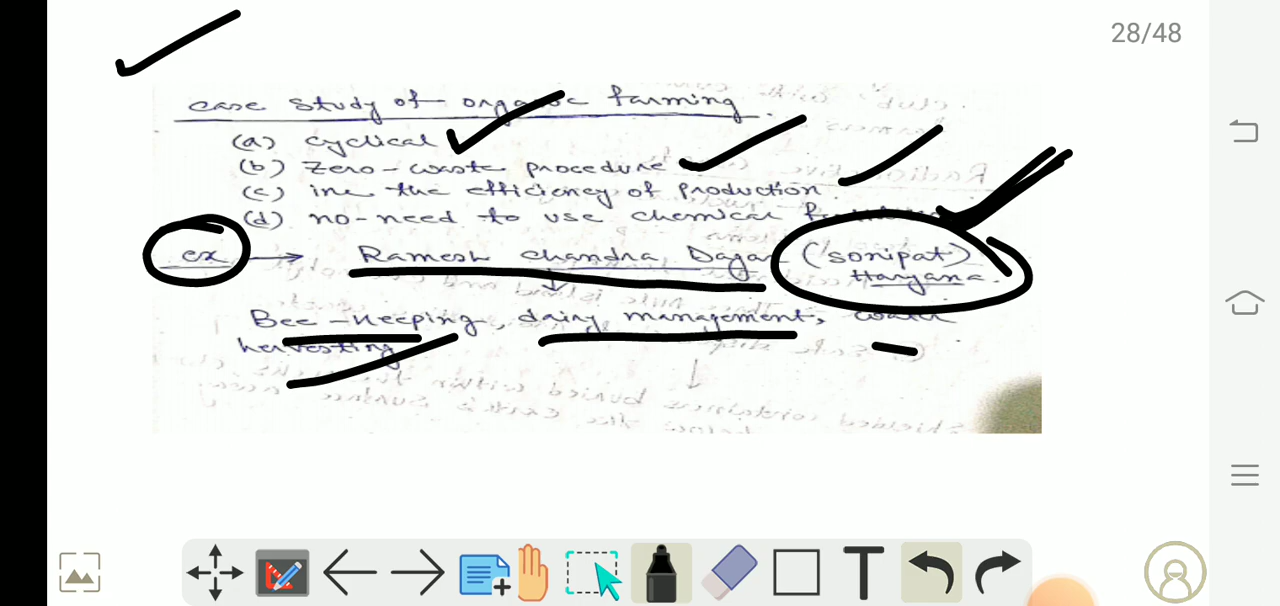 28/48
case study of organic farming.
(a) cyclical
(b) Zero-waste procedure
(c) inc the efficiency of production.
(d) no-need to use chemical
ex → Ramesh chandra Dagar (Sonipat)
Haryana.
Bee-keeping, dairy management, water
harvesting
T